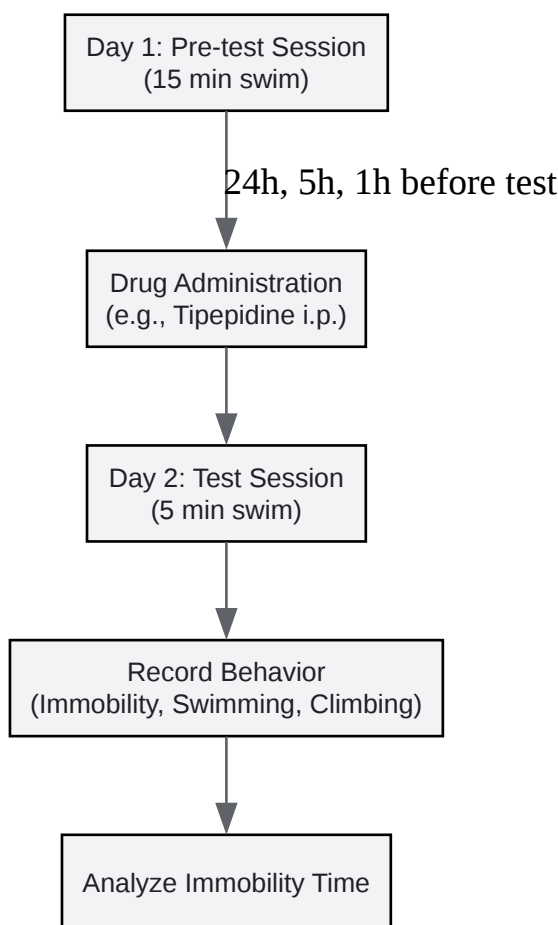 Day 1: Pre-test Session
(15 min swim)
24h, 5h, 1h before test
Drug Administration
(e.g., Tipepidine i.p.)
Day 2: Test Session
(5 min swim)
Record Behavior
(Immobility, Swimming, Climbing)
Analyze Immobility Time